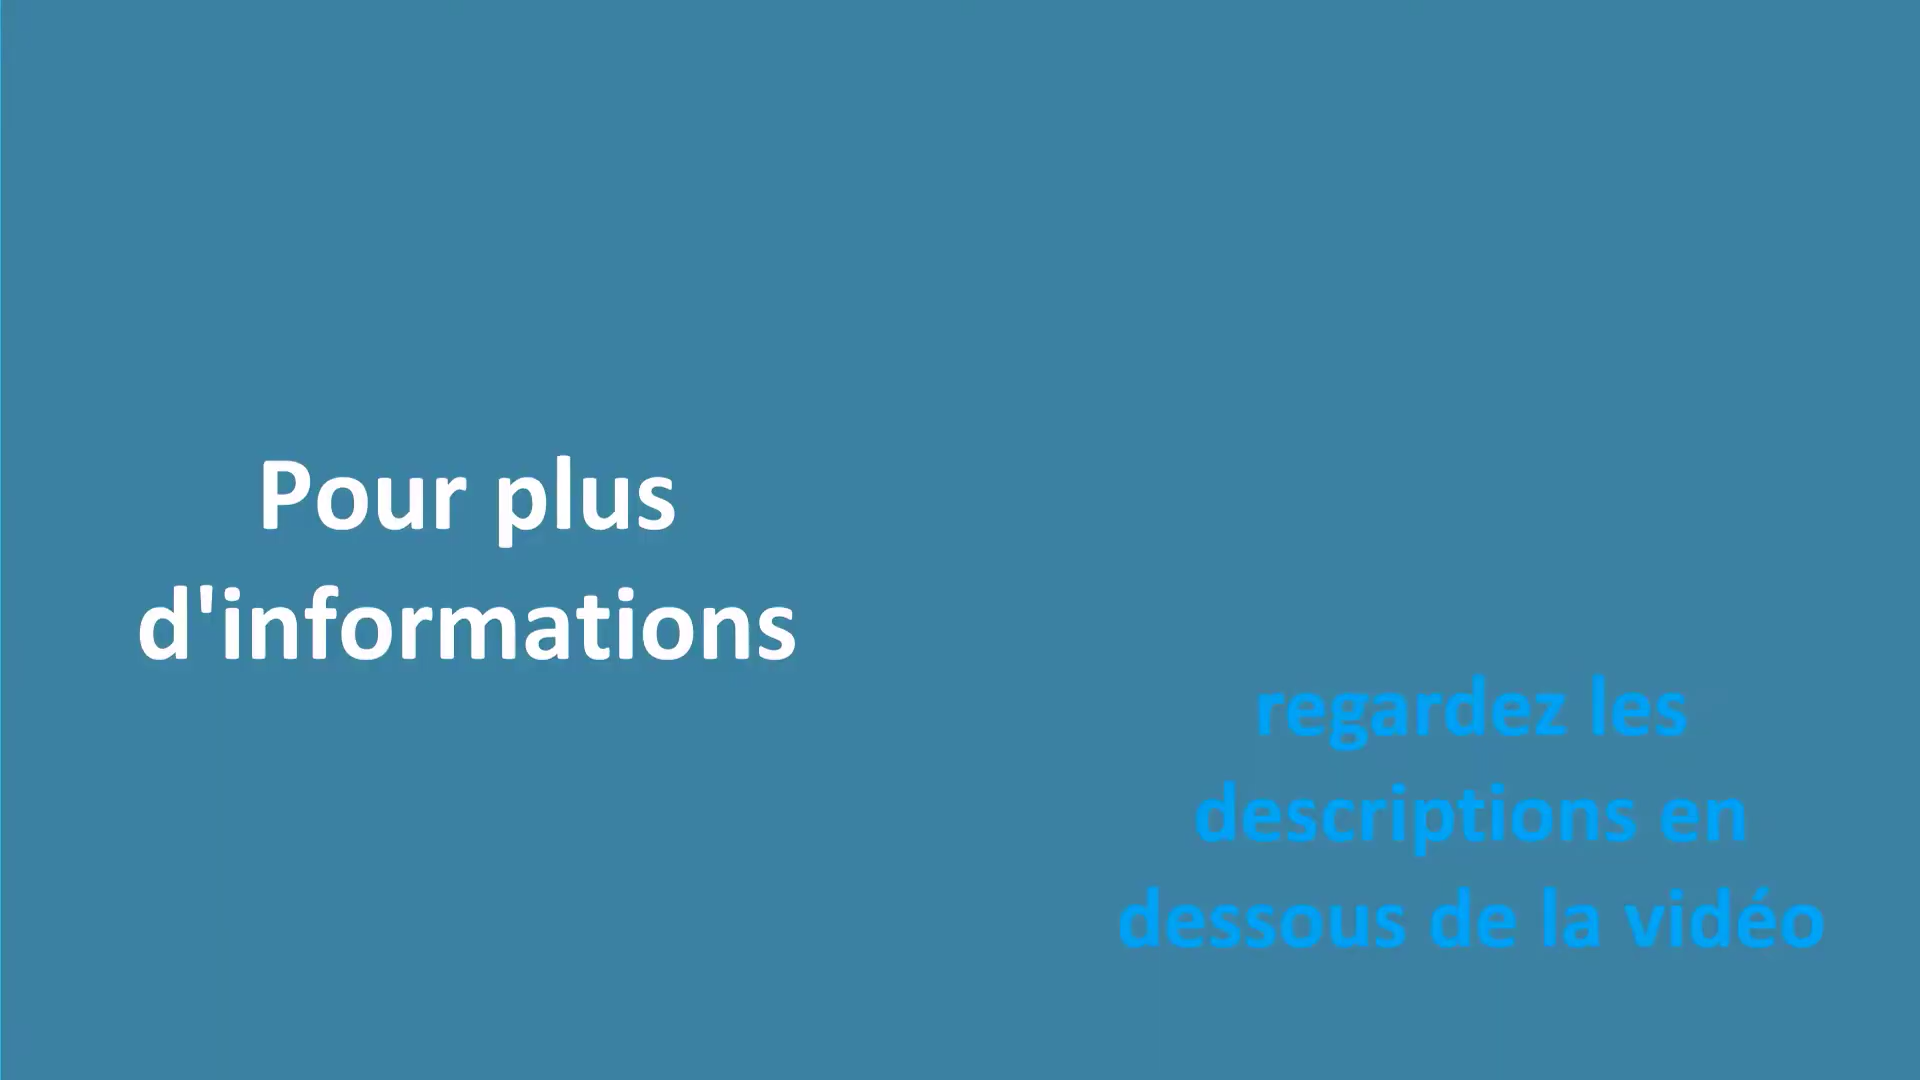 Pour plus
d'informations
regardez les
descriptions en
dessous de la vidéo